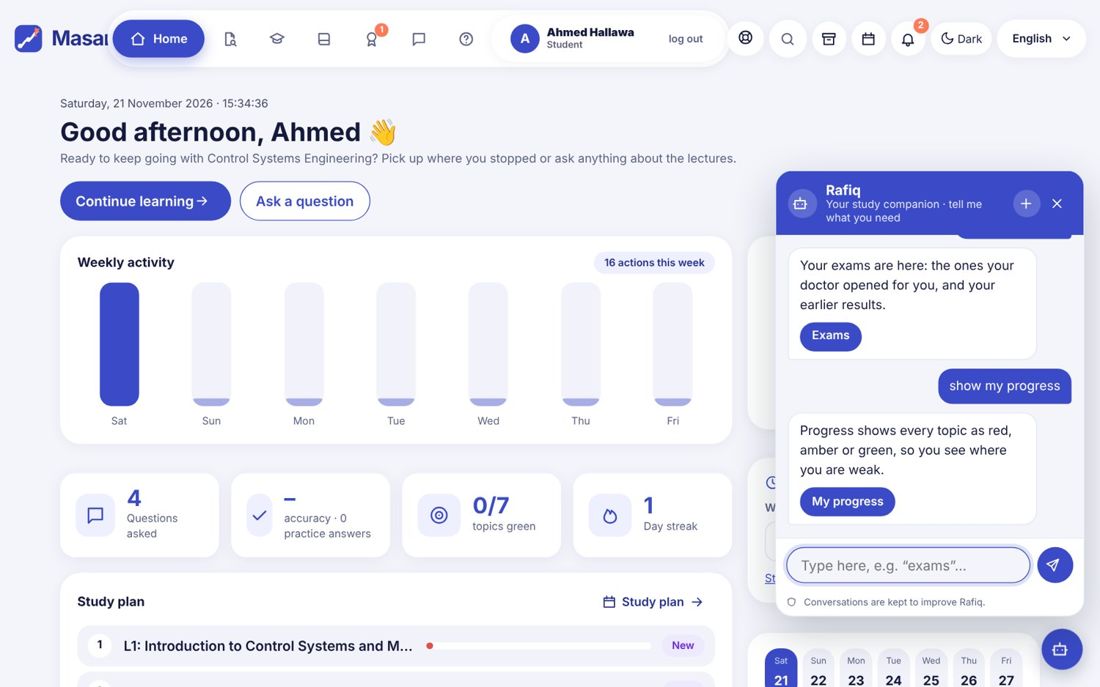 Masar
Home
1
A
Ahmed Hallawa
Student
log out
2
Dark
English
Saturday, 21 November 2026 · 15:34:36
Good afternoon, Ahmed 👋
Ready to keep going with Control Systems Engineering? Pick up where you stopped or ask anything about the lectures.
Continue learning →
Ask a question
Weekly activity
16 actions this week
Sat
Sun
Mon
Tue
Wed
Thu
Fri
4
Questions
asked
–
accuracy · 0
practice answers
0/7
topics green
1
Day streak
Study plan
Study plan →
1
L1: Introduction to Control Systems and M...
New
Rafiq
Your study companion · tell me
what you need
Your exams are here: the ones your
doctor opened for you, and your
earlier results.
Exams
show my progress
Progress shows every topic as red,
amber or green, so you see where
you are weak.
My progress
Type here, e.g. “exams”...
Conversations are kept to improve Rafiq.
W
St
Sat Sun Mon Tue Wed Thu Fri
21 22 23 24 25 26 27